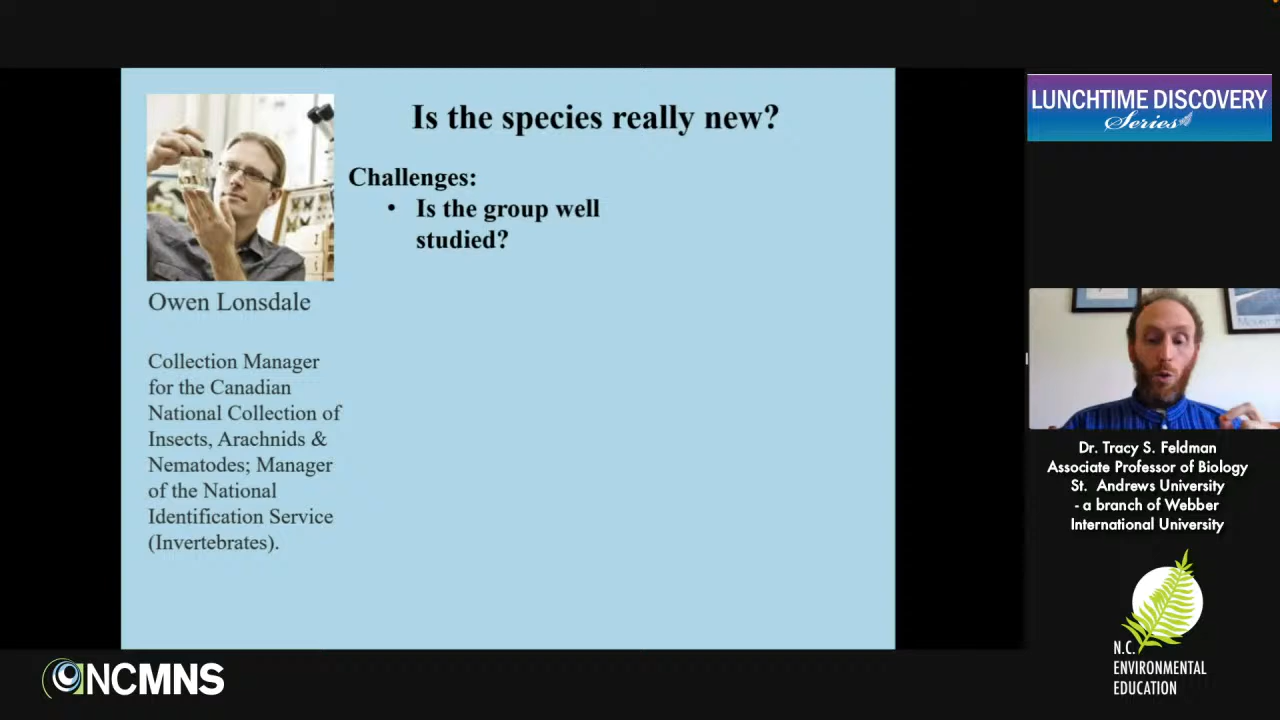 Is the species really new?
Challenges:
• Is the group well
studied?
Owen Lonsdale
Collection Manager
for the Canadian
National Collection of
Insects, Arachnids &
Nematodes; Manager
of the National
Identification Service
(Invertebrates).
LUNCHTIME DISCOVERY
Series
Dr. Tracy S. Feldman
Associate Professor of Biology
St. Andrews University
- a branch of Webber
International University
N.C.
ENVIRONMENTAL
EDUCATION
NCMNS